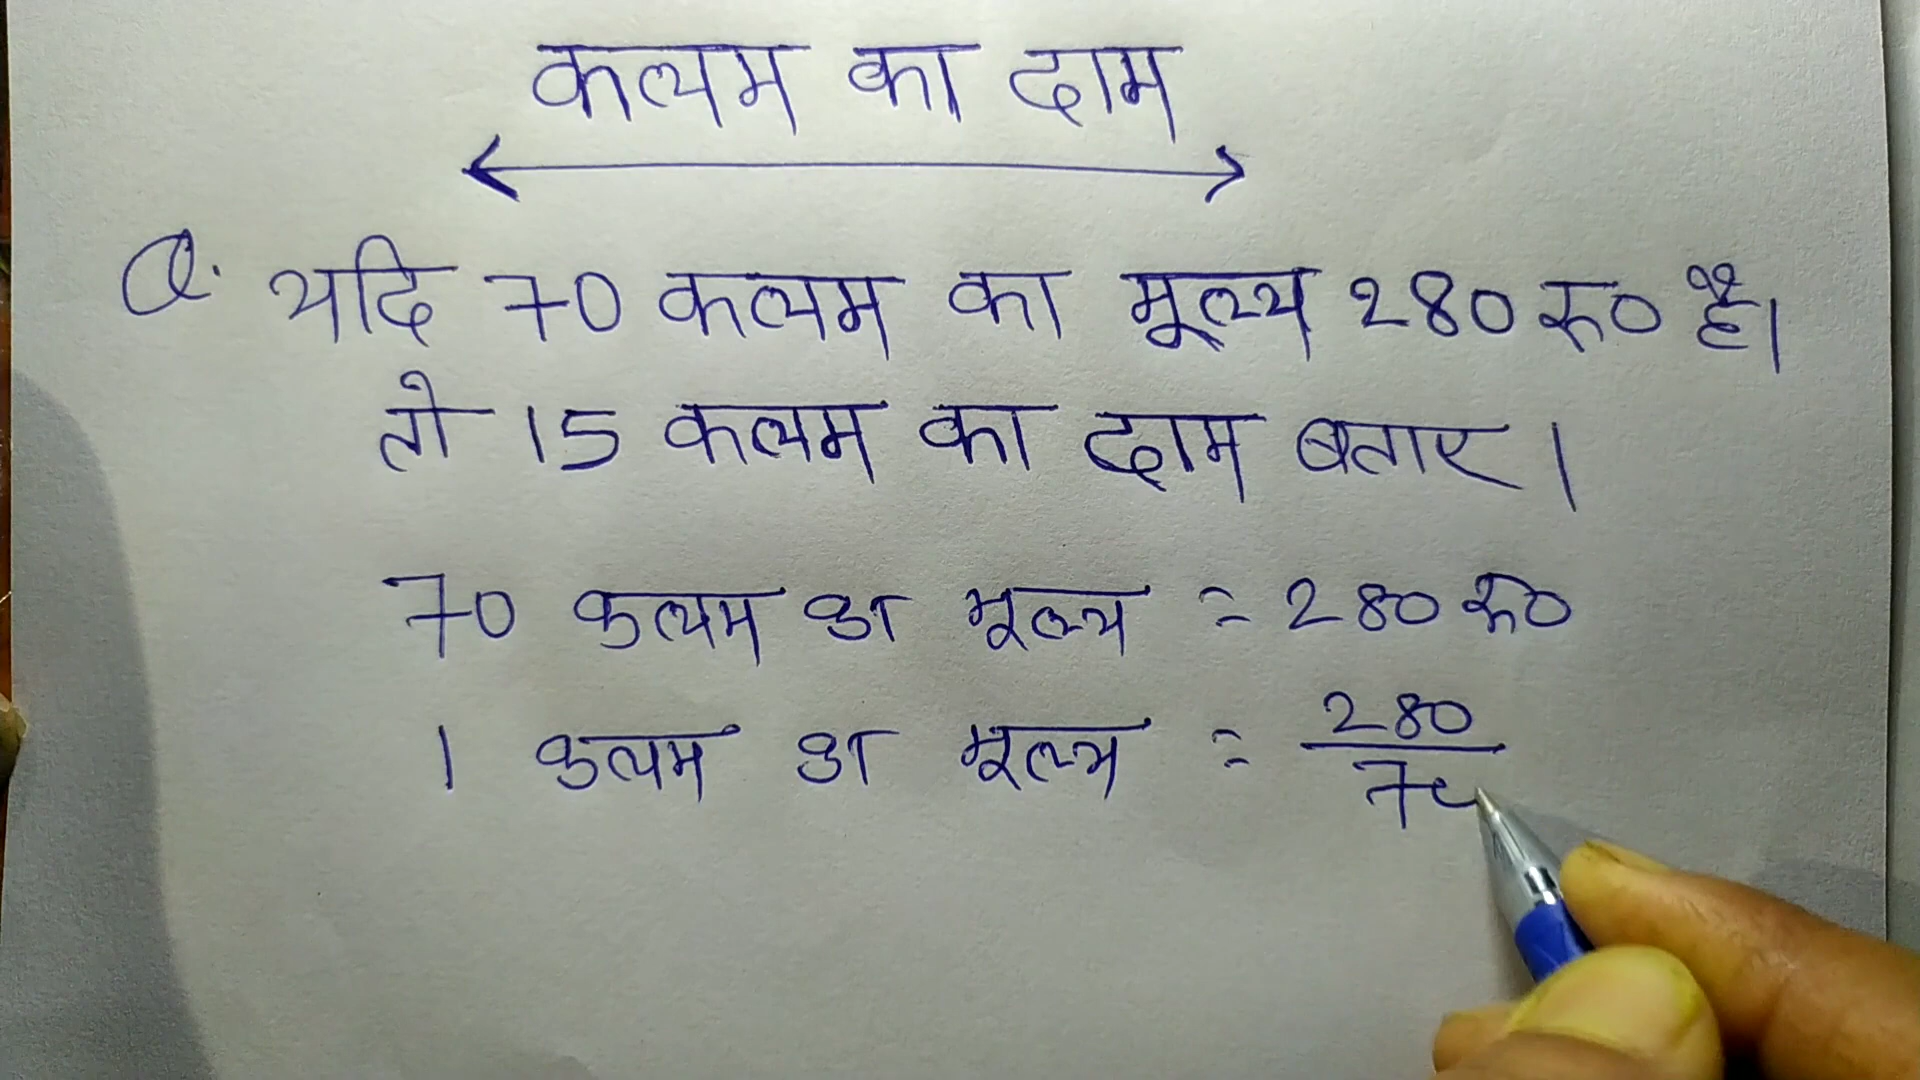 कलम का दाम
Q. यदि 70 कलम का मूल्य 280 रु० है।
तो 15 कलम का दाम बताए।
70 कलम का मूल्य = 280 रु०
1 कलम का मूल्य = 280
70